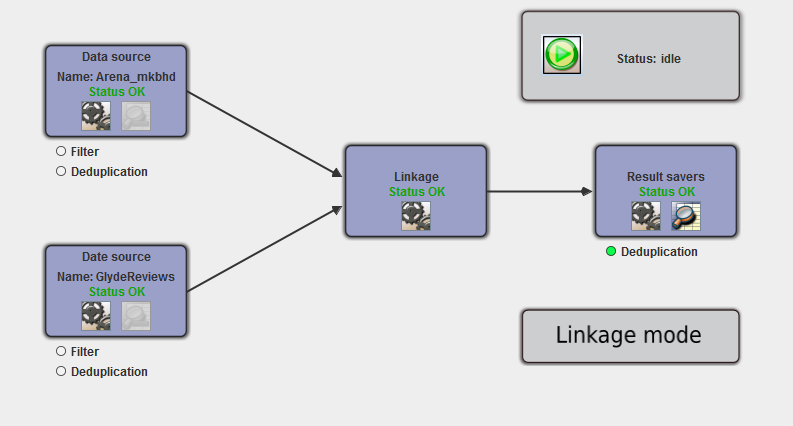 Data source
Name: Arena_mkbhd
Status OK
Filter
Deduplication
Date source
Name: GlydeReviews
Status OK
Filter
Deduplication
Linkage
Status OK
Status: idle
Result savers
Status OK
Deduplication
Linkage mode